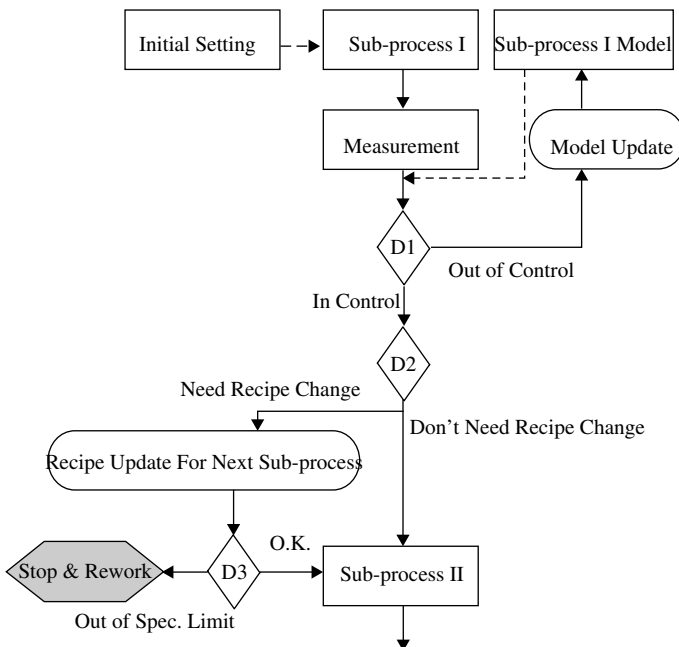 Initial Setting
Sub-process I
Sub-process I Model
Measurement
Model Update
D1
Out of Control
In Control
D2
Need Recipe Change
Don't Need Recipe Change
Recipe Update For Next Sub-process
O.K.
Stop & Rework
D3
Sub-process II
Out of Spec. Limit